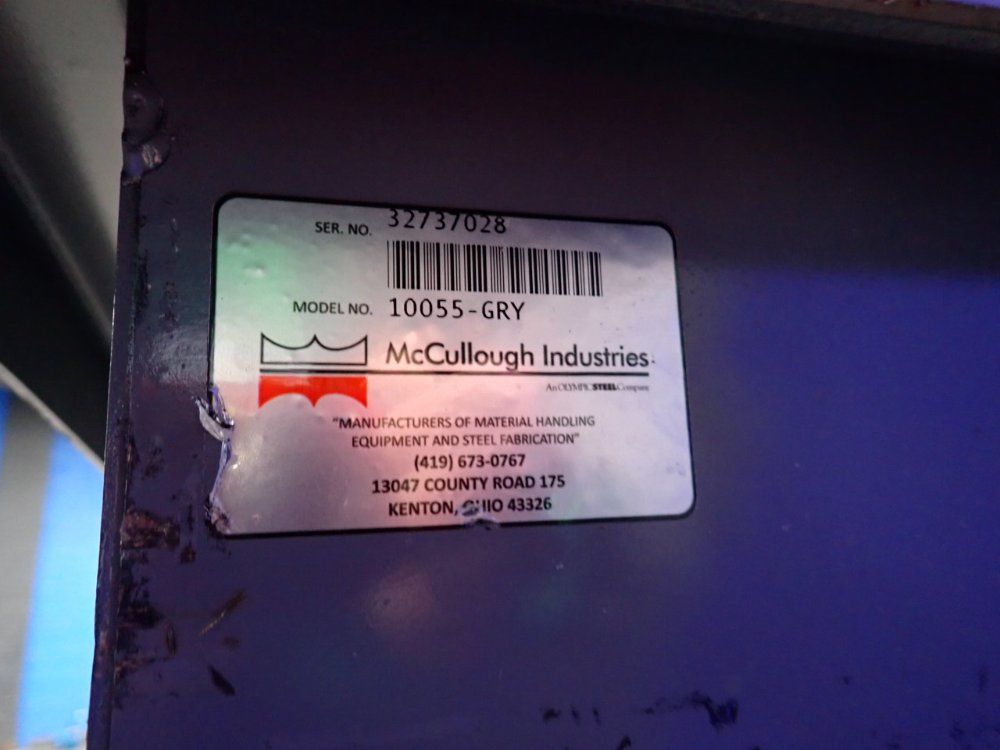 SER. NO. 32737028
MODEL NO. 10055-GRY
McCullough Industries
An OLYMPIC STEEL Company
"MANUFACTURERS OF MATERIAL HANDLING
EQUIPMENT AND STEEL FABRICATION"
(419) 673-0767
13047 COUNTY ROAD 175
KENTON, OHIO 43326